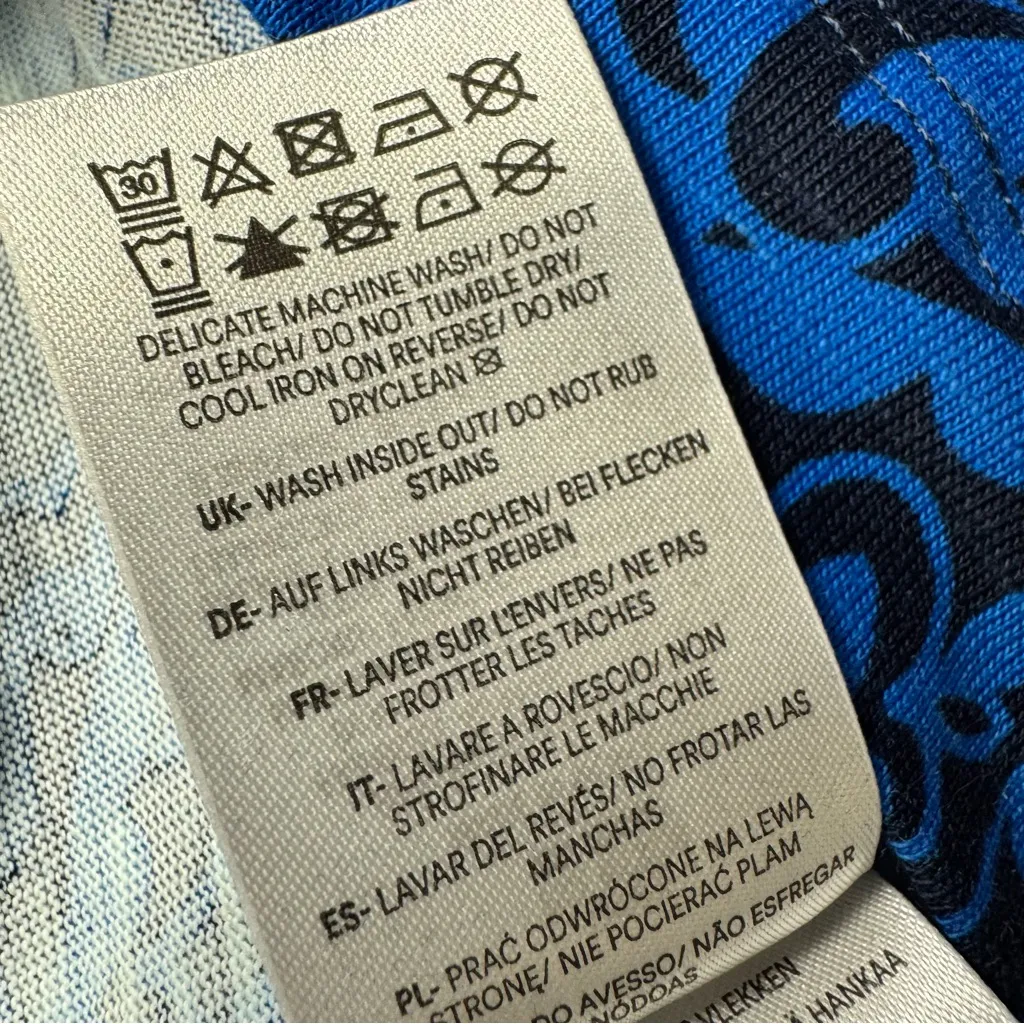 30
DELICATE MACHINE WASH/ DO NOT
BLEACH/ DO NOT TUMBLE DRY/
COOL IRON ON REVERSE/ DO NOT
DRYCLEAN
UK- WASH INSIDE OUT/ DO NOT RUB
STAINS
DE- AUF LINKS WASCHEN/ BEI FLECKEN
NICHT REIBEN
FR- LAVER SUR L'ENVERS/ NE PAS
FROTTER LES TACHES
IT- LAVARE A ROVESCIO/ NON
STROFINARE LE MACCHIE
ES- LAVAR DEL REVÉS/ NO FROTAR LAS
MANCHAS
PL- PRAĆ ODWRÓCONE NA LEWĄ
STRONĘ/ NIE POCIERAĆ PLAM
DO AVESSO/ NÃO ESFREGAR
NÓDOAS
VLEKKEN
HANKAA